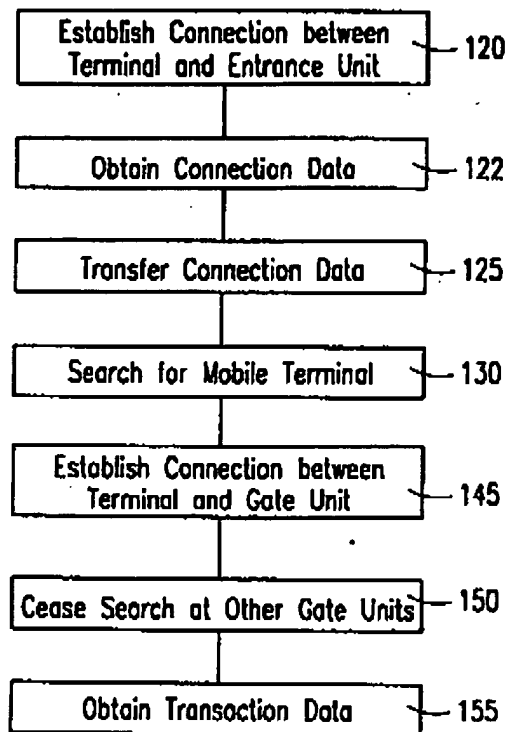 Establish Connection between
Terminal and Entrance Unit
120
Obtain Connection Data
122
Transfer Connection Data
125
Search for Mobile Terminal
130
Establish Connection between
Terminal and Gate Unit
145
Cease Search at Other Gate Units
150
Obtain Transaction Data
155